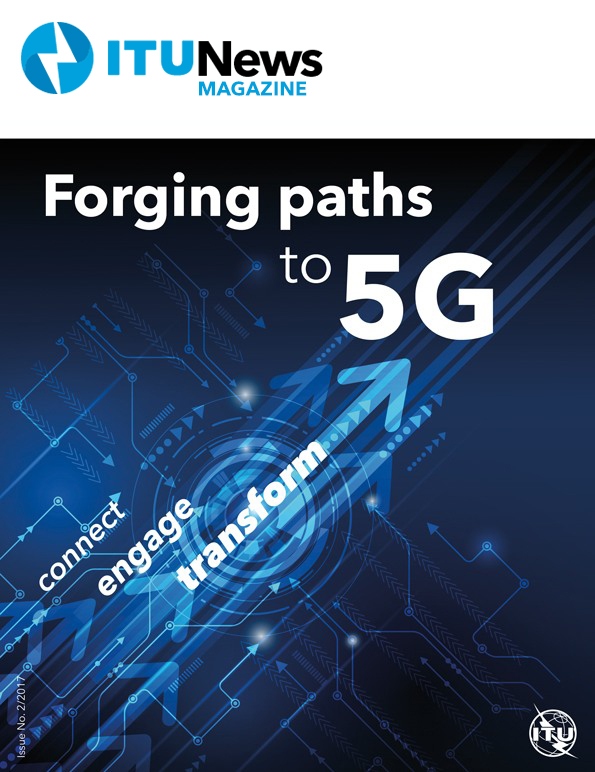 ITUNews
MAGAZINE
Forging paths
to 5G
connect
engage
transform
Issue No. 2/2017
ITU